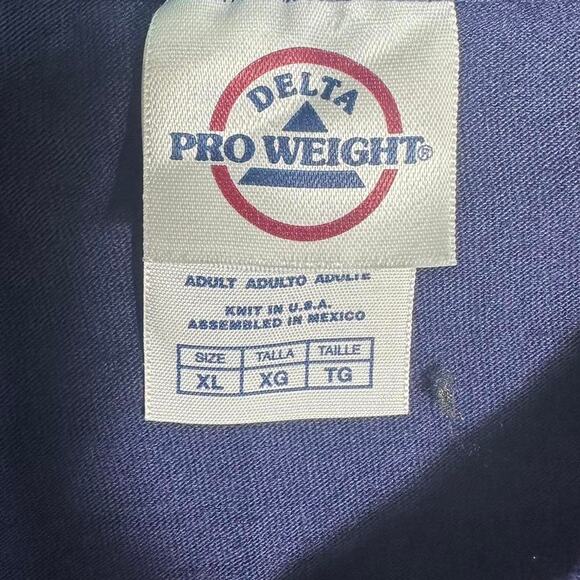 DELTA
PRO WEIGHT®
ADULT ADULTO ADULTE
KNIT IN U.S.A.
ASSEMBLED IN MEXICO
SIZE TALLA TAILLE
XL XG TG